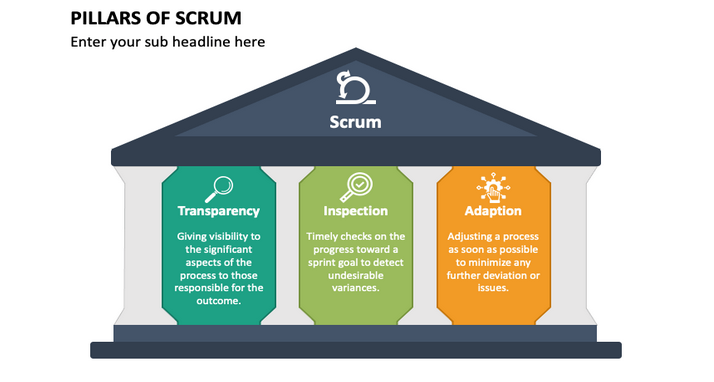 PILLARS OF SCRUM
Enter your sub headline here
Scrum
Transparency
Giving visibility to
the significant
aspects of the
process to those
responsible for the
outcome.
Inspection
Timely checks on the
progress toward a
sprint goal to detect
undesirable
variances.
Adaption
Adjusting a process
as soon as possible
to minimize any
further deviation or
issues.